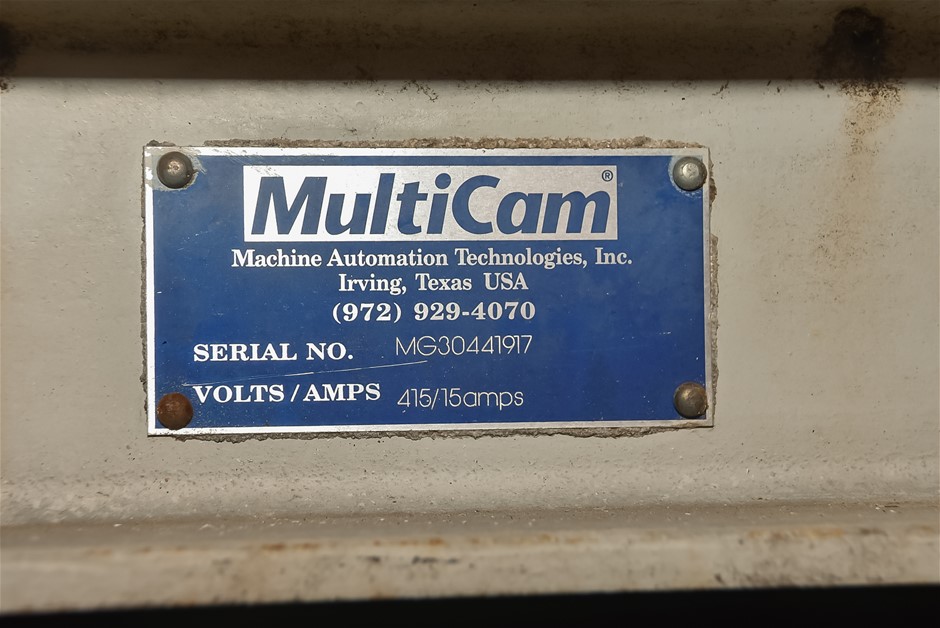 MultiCam®
Machine Automation Technologies, Inc.
Irving, Texas USA
(972) 929-4070
SERIAL NO. MG30441917
VOLTS/AMPS 415/15amps